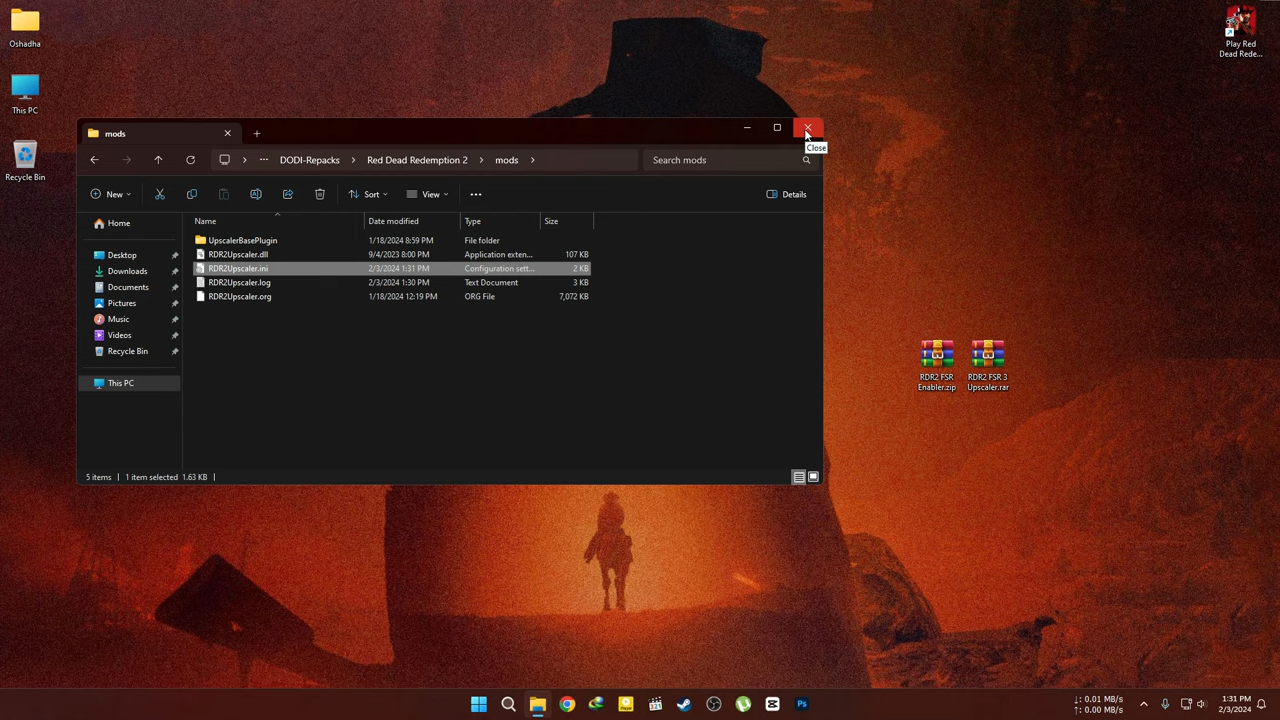 Oshadha
This PC
Recycle Bin
Play Red
Dead Rede...
mods
Close
DODI-Repacks
Red Dead Redemption 2
mods
Search mods
New
Sort
View
Details
Home
Desktop
Downloads
Documents
Pictures
Music
Videos
Recycle Bin
This PC
Name Date modified Type Size
UpscalerBasePlugin 1/18/2024 8:59 PM File folder
RDR2Upscaler.dll 9/4/2023 8:00 PM Application exten... 107 KB
RDR2Upscaler.ini 2/3/2024 1:31 PM Configuration sett... 2 KB
RDR2Upscaler.log 2/3/2024 1:30 PM Text Document 3 KB
RDR2Upscaler.org 1/18/2024 12:19 PM ORG File 7,072 KB
5 items 1 item selected 1.63 KB
RDR2 FSR
Enabler.zip
RDR2 FSR 3
Upscaler.rar
↓: 0.01 MB/s
↑: 0.00 MB/s
1:31 PM
2/3/2024
Ps